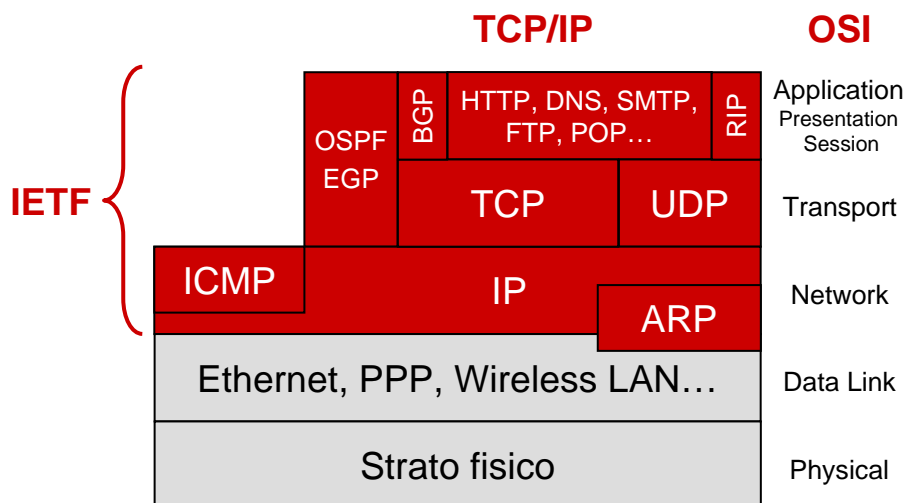 TCP/IP
OSI
IETF
OSPF
EGP
BGP
HTTP, DNS, SMTP,
FTP, POP…
RIP
Application
Presentation
Session
TCP
UDP
Transport
ICMP
IP
ARP
Network
Ethernet, PPP, Wireless LAN…
Data Link
Strato fisico
Physical